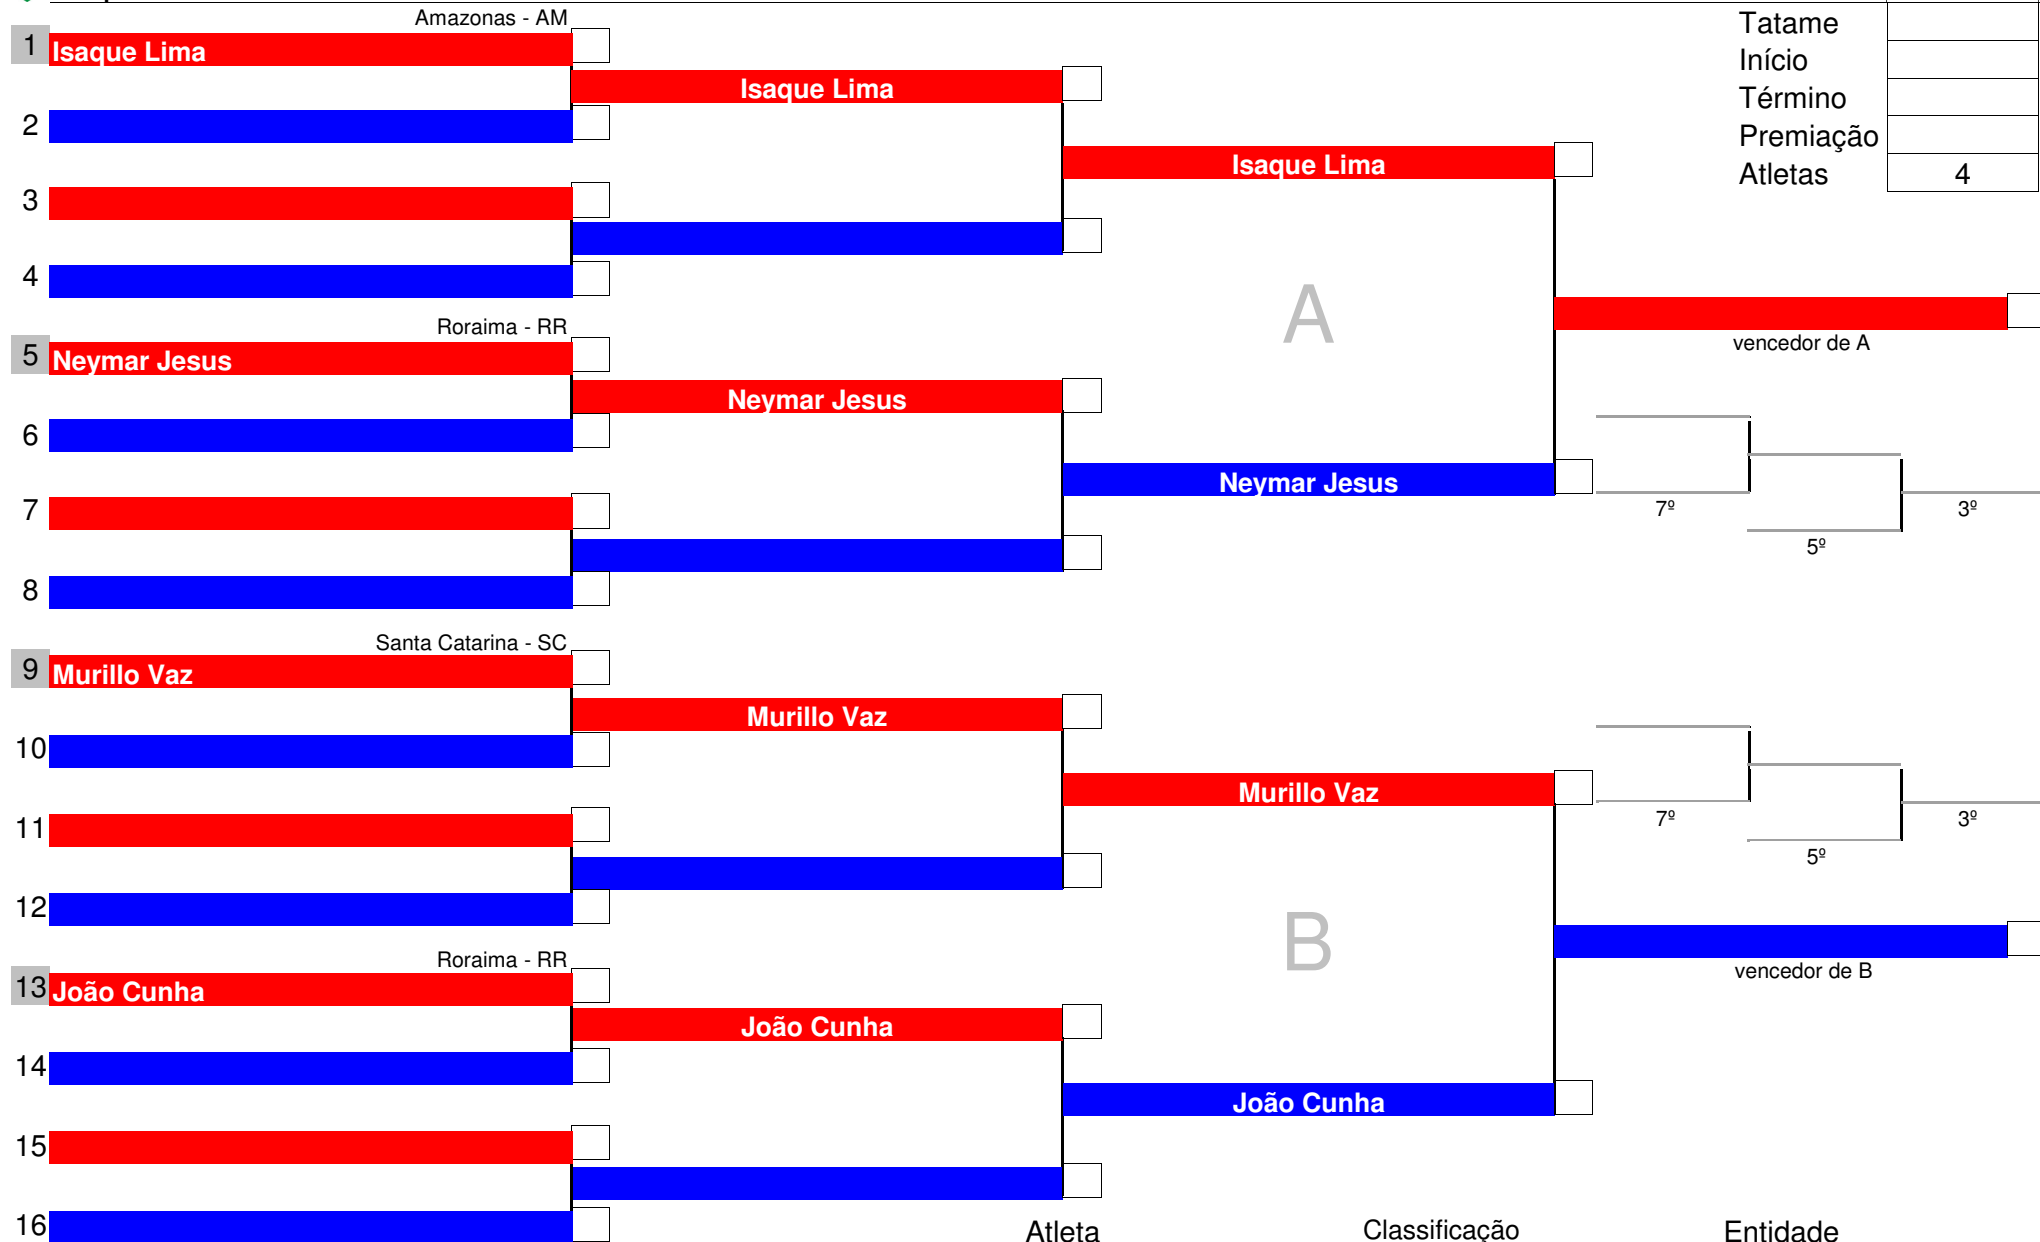 Amazonas - AM
1 Isaque Lima
Isaque Lima
2
Isaque Lima
3
4
Tatame
Início
Término
Premiação
Atletas 4
A
vencedor de A
Roraima - RR
5 Neymar Jesus
Neymar Jesus
6
Neymar Jesus
7
8
7º
3º
5º
Santa Catarina - SC
9 Murillo Vaz
Murillo Vaz
10
Murillo Vaz
11
12
7º
3º
5º
B
vencedor de B
Roraima - RR
13 João Cunha
João Cunha
14
João Cunha
15
16
Atleta Classificação Entidade